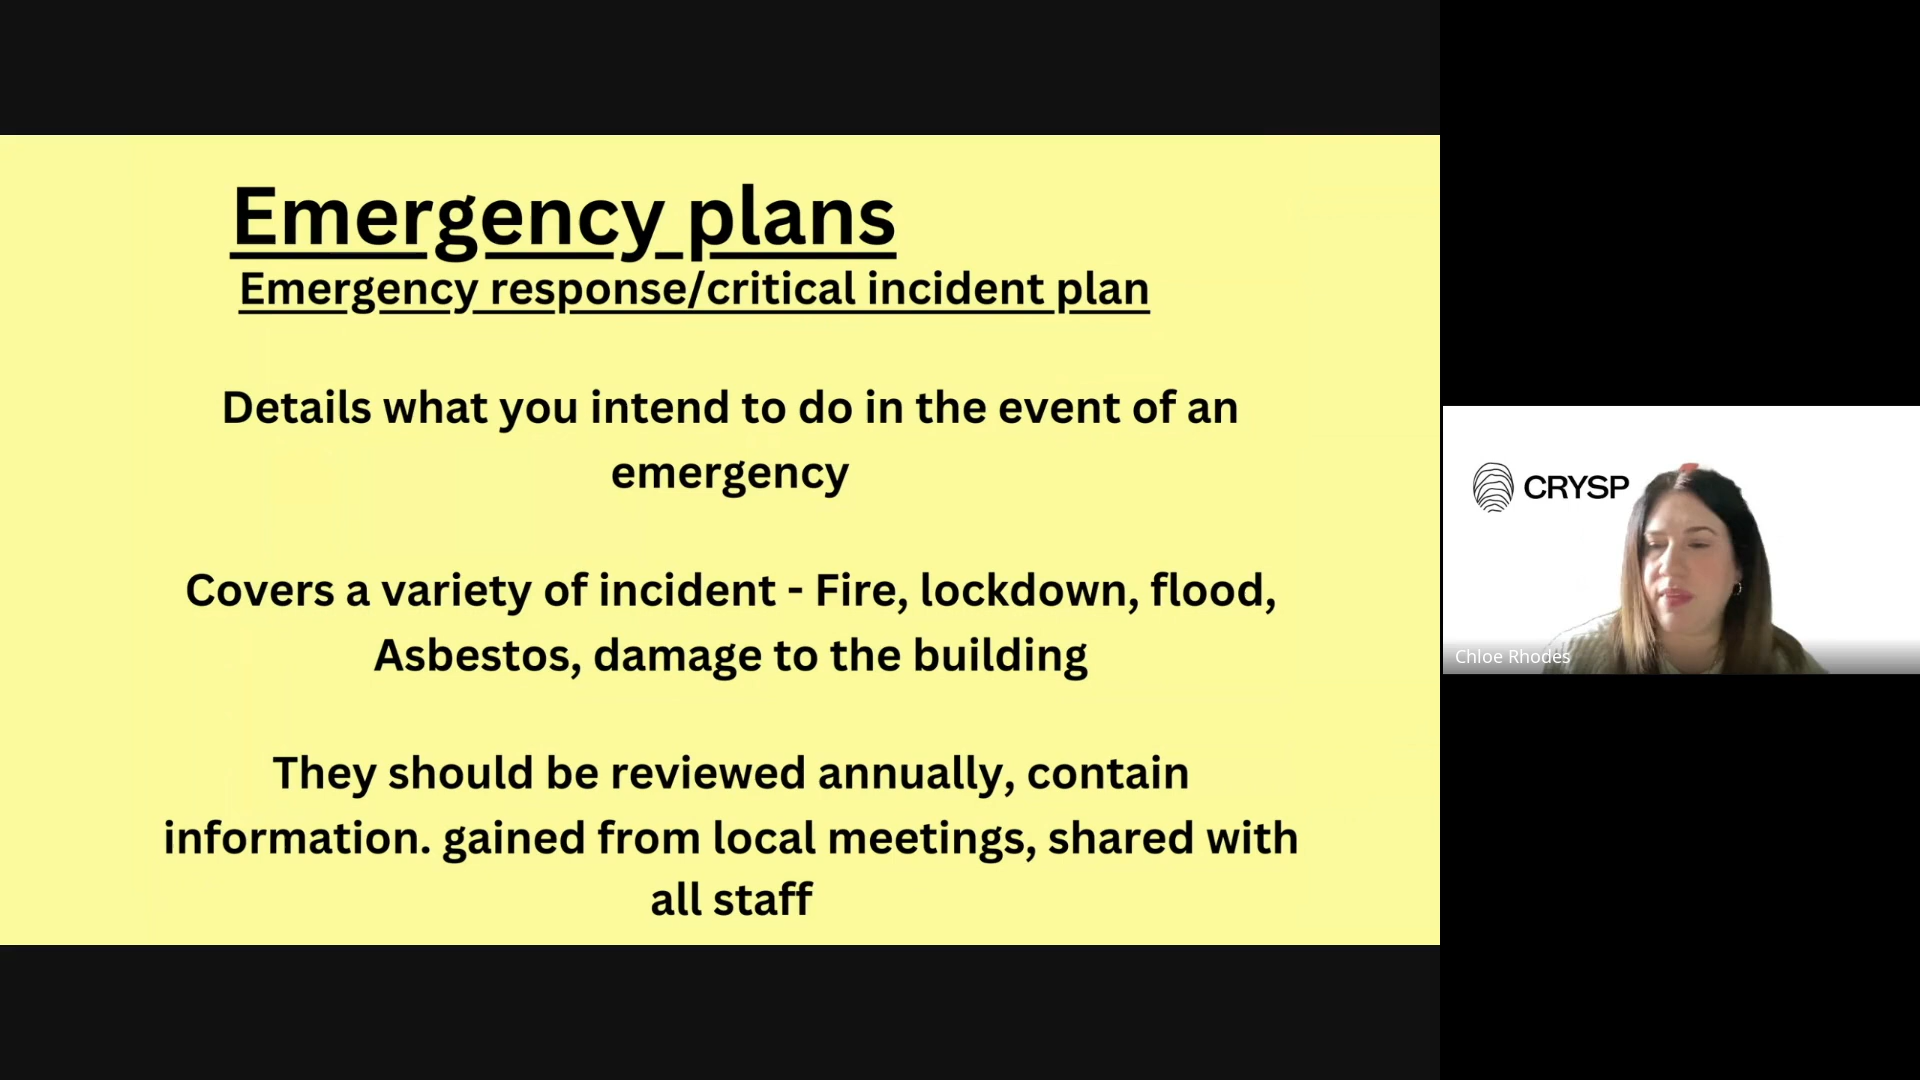 Emergency plans
Emergency response/critical incident plan
Details what you intend to do in the event of an
emergency
Covers a variety of incident - Fire, lockdown, flood,
Asbestos, damage to the building
They should be reviewed annually, contain
information. gained from local meetings, shared with
all staff
CRYSP
Chloe Rhodes